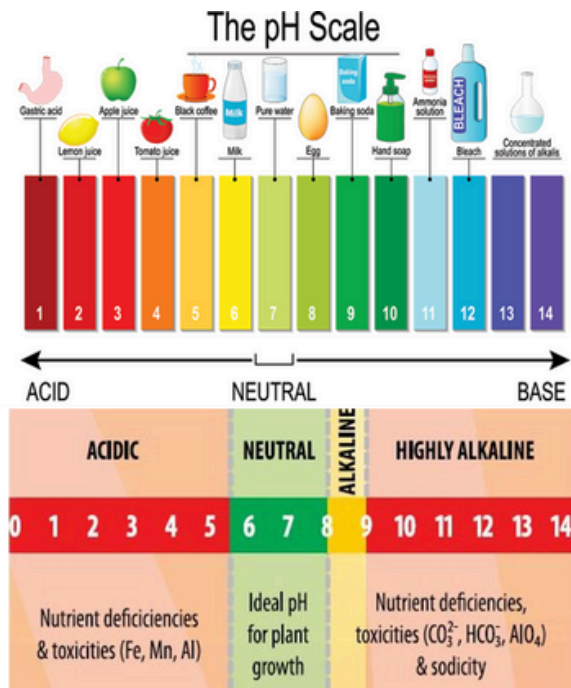 The pH Scale
Gastric acid
Apple juice
Black coffee
Pure water
Baking soda
Baking
soda
Ammonia
solution
BLEACH
Milk
Lemon juice
Tomato juice
Milk
Egg
Hand soap
Bleach
Concentrated
solutions of alkalis
1 2 3 4 5 6 7 8 9 10 11 12 13 14
ACID NEUTRAL BASE
ACIDIC NEUTRAL ALKALINE HIGHLY ALKALINE
0 1 2 3 4 5 6 7 8 9 10 11 12 13 14
Nutrient deficiciencies
& toxicities (Fe, Mn, Al)
Ideal pH
for plant
growth
Nutrient deficiencies,
toxicities (CO₃²⁻, HCO₃⁻, AlO₄)
& sodicity